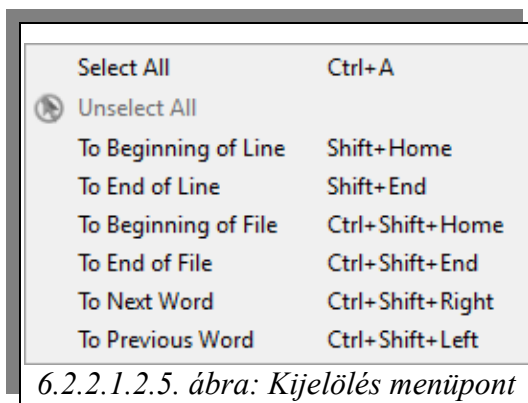 Select All Ctrl+A
Unselect All
To Beginning of Line Shift+Home
To End of Line Shift+End
To Beginning of File Ctrl+Shift+Home
To End of File Ctrl+Shift+End
To Next Word Ctrl+Shift+Right
To Previous Word Ctrl+Shift+Left
6.2.2.1.2.5. ábra: Kijelölés menüpont